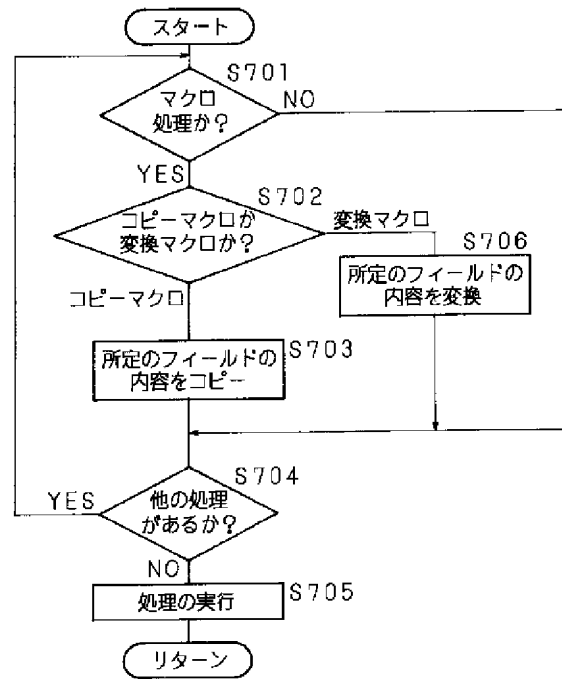 スタート
S701
マクロ
処理か?
NO
YES
S702
コピーマクロか
変換マクロか?
変換マクロ
S706
所定のフィールドの
内容を変換
コピーマクロ
S703
所定のフィールドの
内容をコピー
S704
YES
他の処理
があるか?
NO
S705
処理の実行
リターン